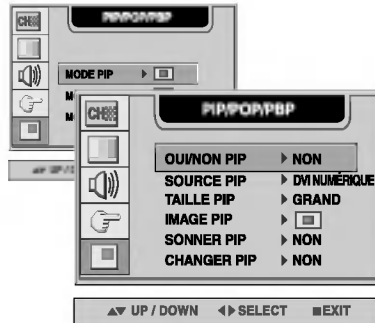 PIP/POP/PBP
CH
MODE PIP
PIP/POP/PBP
CH
OUI/NON PIP NON
SOURCE PIP DVI NUMÉRIQUE
TAILLE PIP GRAND
IMAGE PIP
SONNER PIP NON
CHANGER PIP NON
▲▼ UP / DOWN ◀▶ SELECT ■EXIT